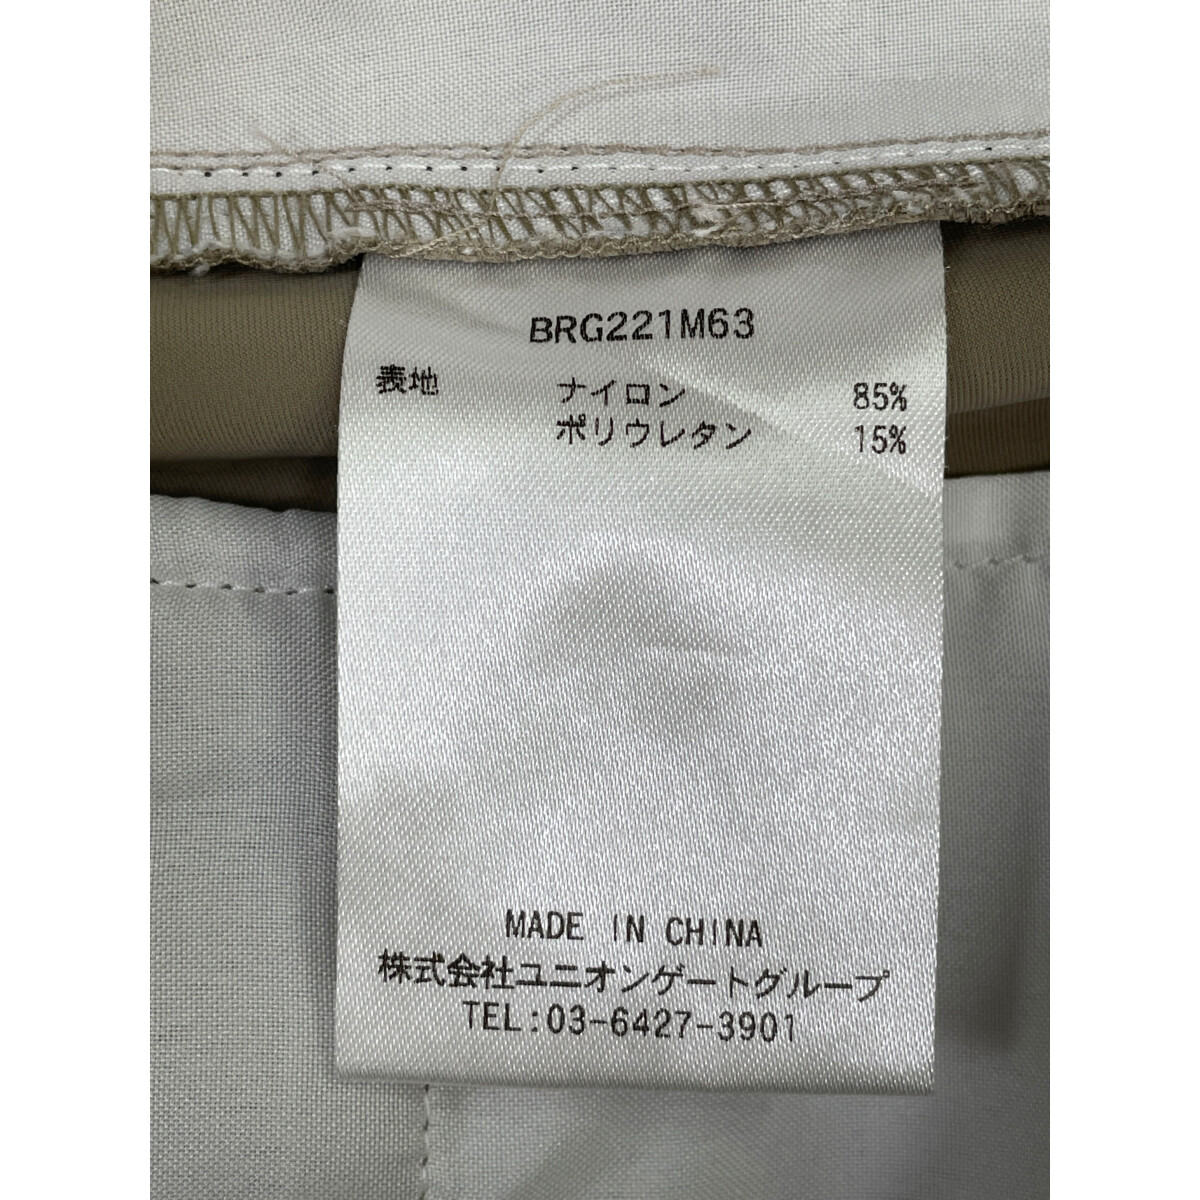 BRG221M63
表地 ナイロン 85%
ポリウレタン 15%
MADE IN CHINA
株式会社ユニオンゲートグループ
TEL:03-6427-3901